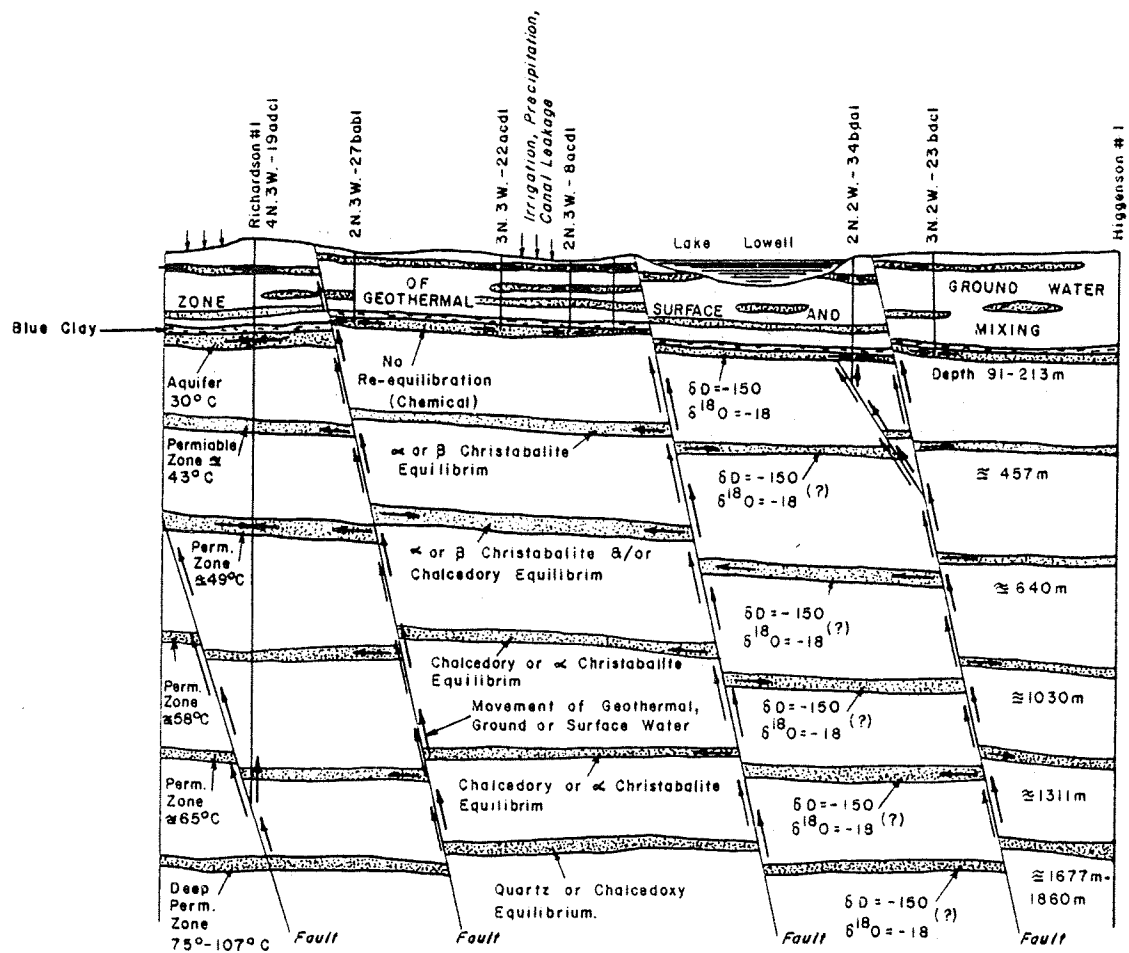 Richardson #1
4N.3W.-19adc1
2N.3W.-27bab1
3N.3W.-22acd1
Irrigation, Precipitation,
Canal Leakage
2N.3W.-8acd1
2N.2W.-34bda1
3N.2W.-23bdc1
Higgenson #1
Lake Lowell
ZONE
OF
GEOTHERMAL
SURFACE AND
GROUND WATER
MIXING
Blue Clay
Aquifer
30°C
No
Re-equilibration
(Chemical)
δD=-150
δ18O=-18
Depth 91-213m
Permiable
Zone ≅
43°C
α or β Christabalite
Equilibrim
δD=-150
δ18O=-18 (?)
≅ 457m
Perm.
Zone
≅49°C
α or β Christabalite &/or
Chalcedory Equilibrim
δD=-150
δ18O=-18 (?)
≅ 640m
Perm.
Zone
≅58°C
Chalcedory or α Christabalite
Equilibrim
Movement of Geothermal,
Ground or Surface Water
δD=-150
δ18O=-18 (?)
≅1030m
Perm.
Zone
≅65°C
Chalcedory or α Christabalite
Equilibrim
δD=-150
δ18O=-18 (?)
≅1311m
Deep
Perm.
Zone
75°-107°C
Quartz or Chalcedoxy
Equilibrium.
δD=-150
δ18O=-18 (?)
≅1677m-
1860m
Fault
Fault
Fault
Fault